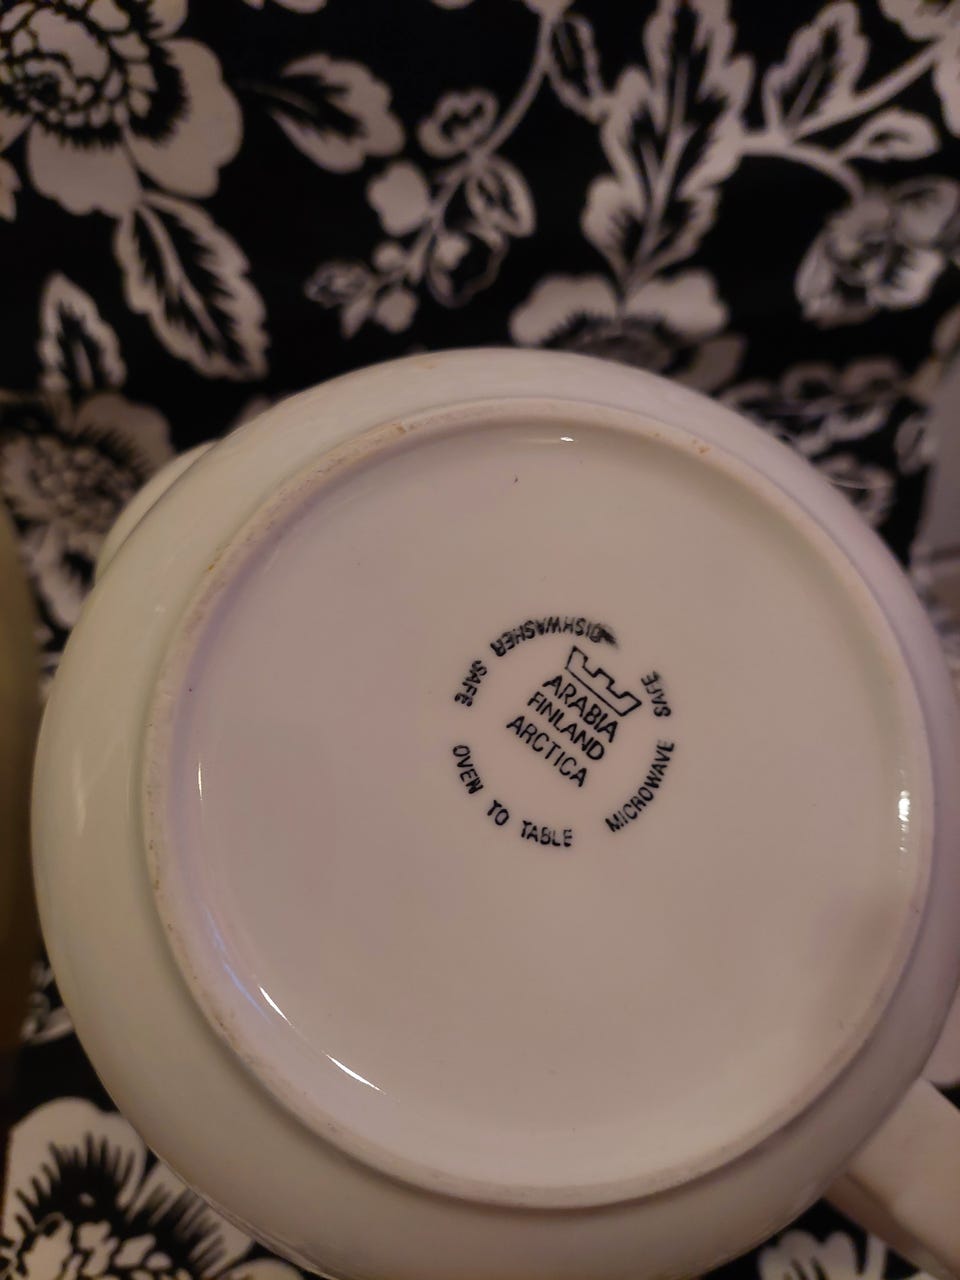 ARABIA
FINLAND
ARCTICA
DISHWASHER SAFE
OVEN TO TABLE
MICROWAVE SAFE